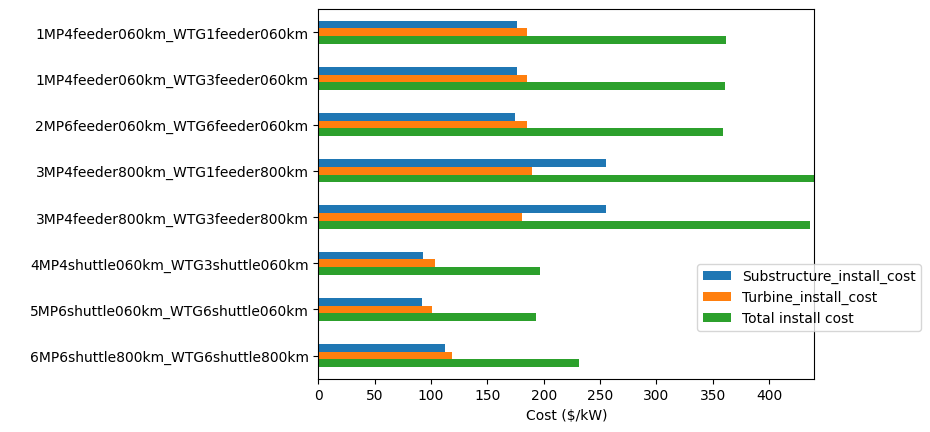 1MP4feeder060km_WTG1feeder060km
1MP4feeder060km_WTG3feeder060km
2MP6feeder060km_WTG6feeder060km
3MP4feeder800km_WTG1feeder800km
3MP4feeder800km_WTG3feeder800km
4MP4shuttle060km_WTG3shuttle060km
5MP6shuttle060km_WTG6shuttle060km
6MP6shuttle800km_WTG6shuttle800km
Substructure_install_cost
Turbine_install_cost
Total install cost
0 50 100 150 200 250 300 350 400
Cost ($/kW)